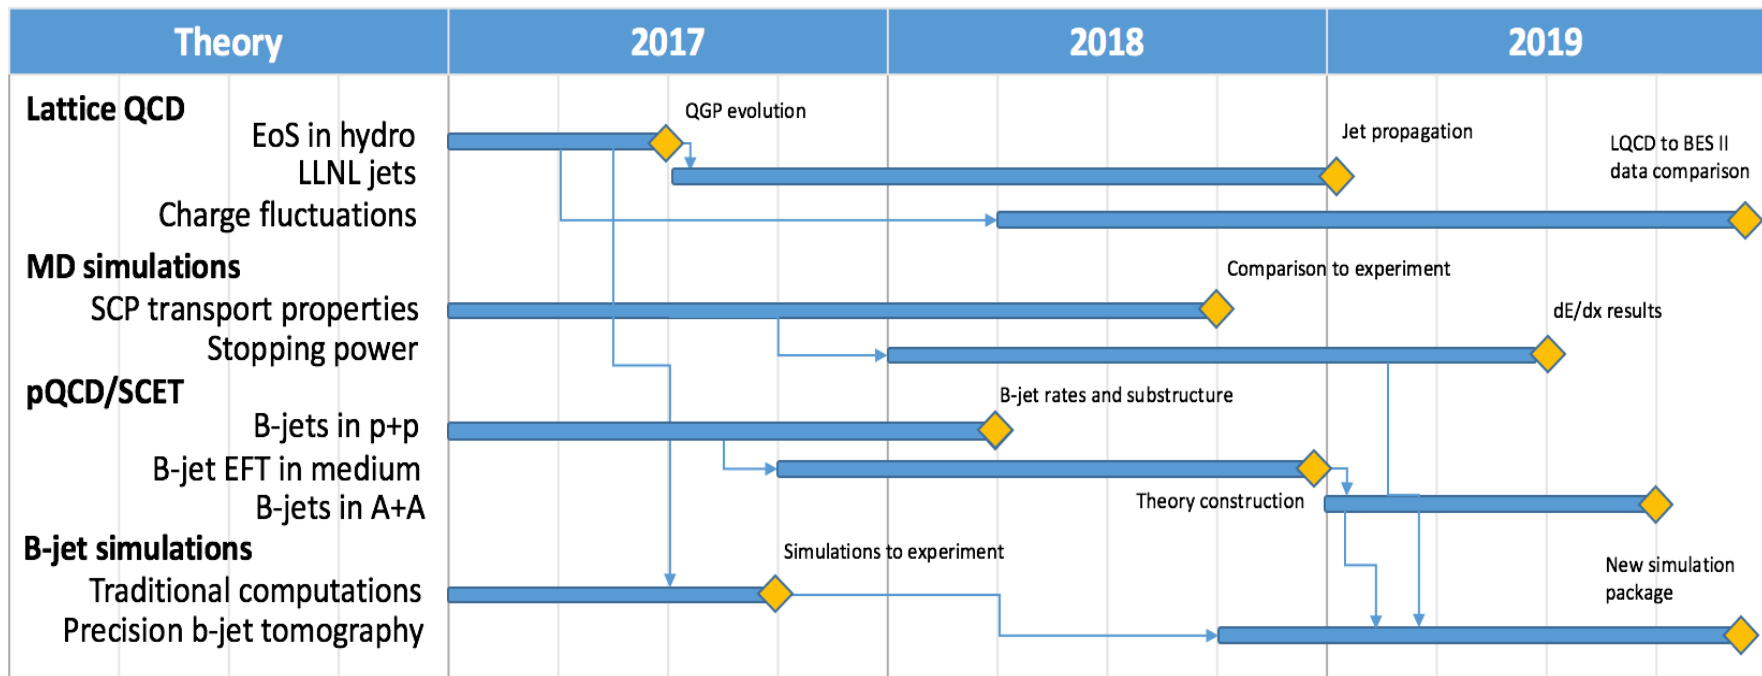 Theory 2017 2018 2019
Lattice QCD
EoS in hydro
QGP evolution
LLNL jets
Jet propagation
Charge fluctuations
LQCD to BES II
data comparison
MD simulations
SCP transport properties
Comparison to experiment
Stopping power
dE/dx results
pQCD/SCET
B-jets in p+p
B-jet rates and substructure
B-jet EFT in medium
Theory construction
B-jets in A+A
B-jet simulations
Traditional computations
Simulations to experiment
Precision b-jet tomography
New simulation
package